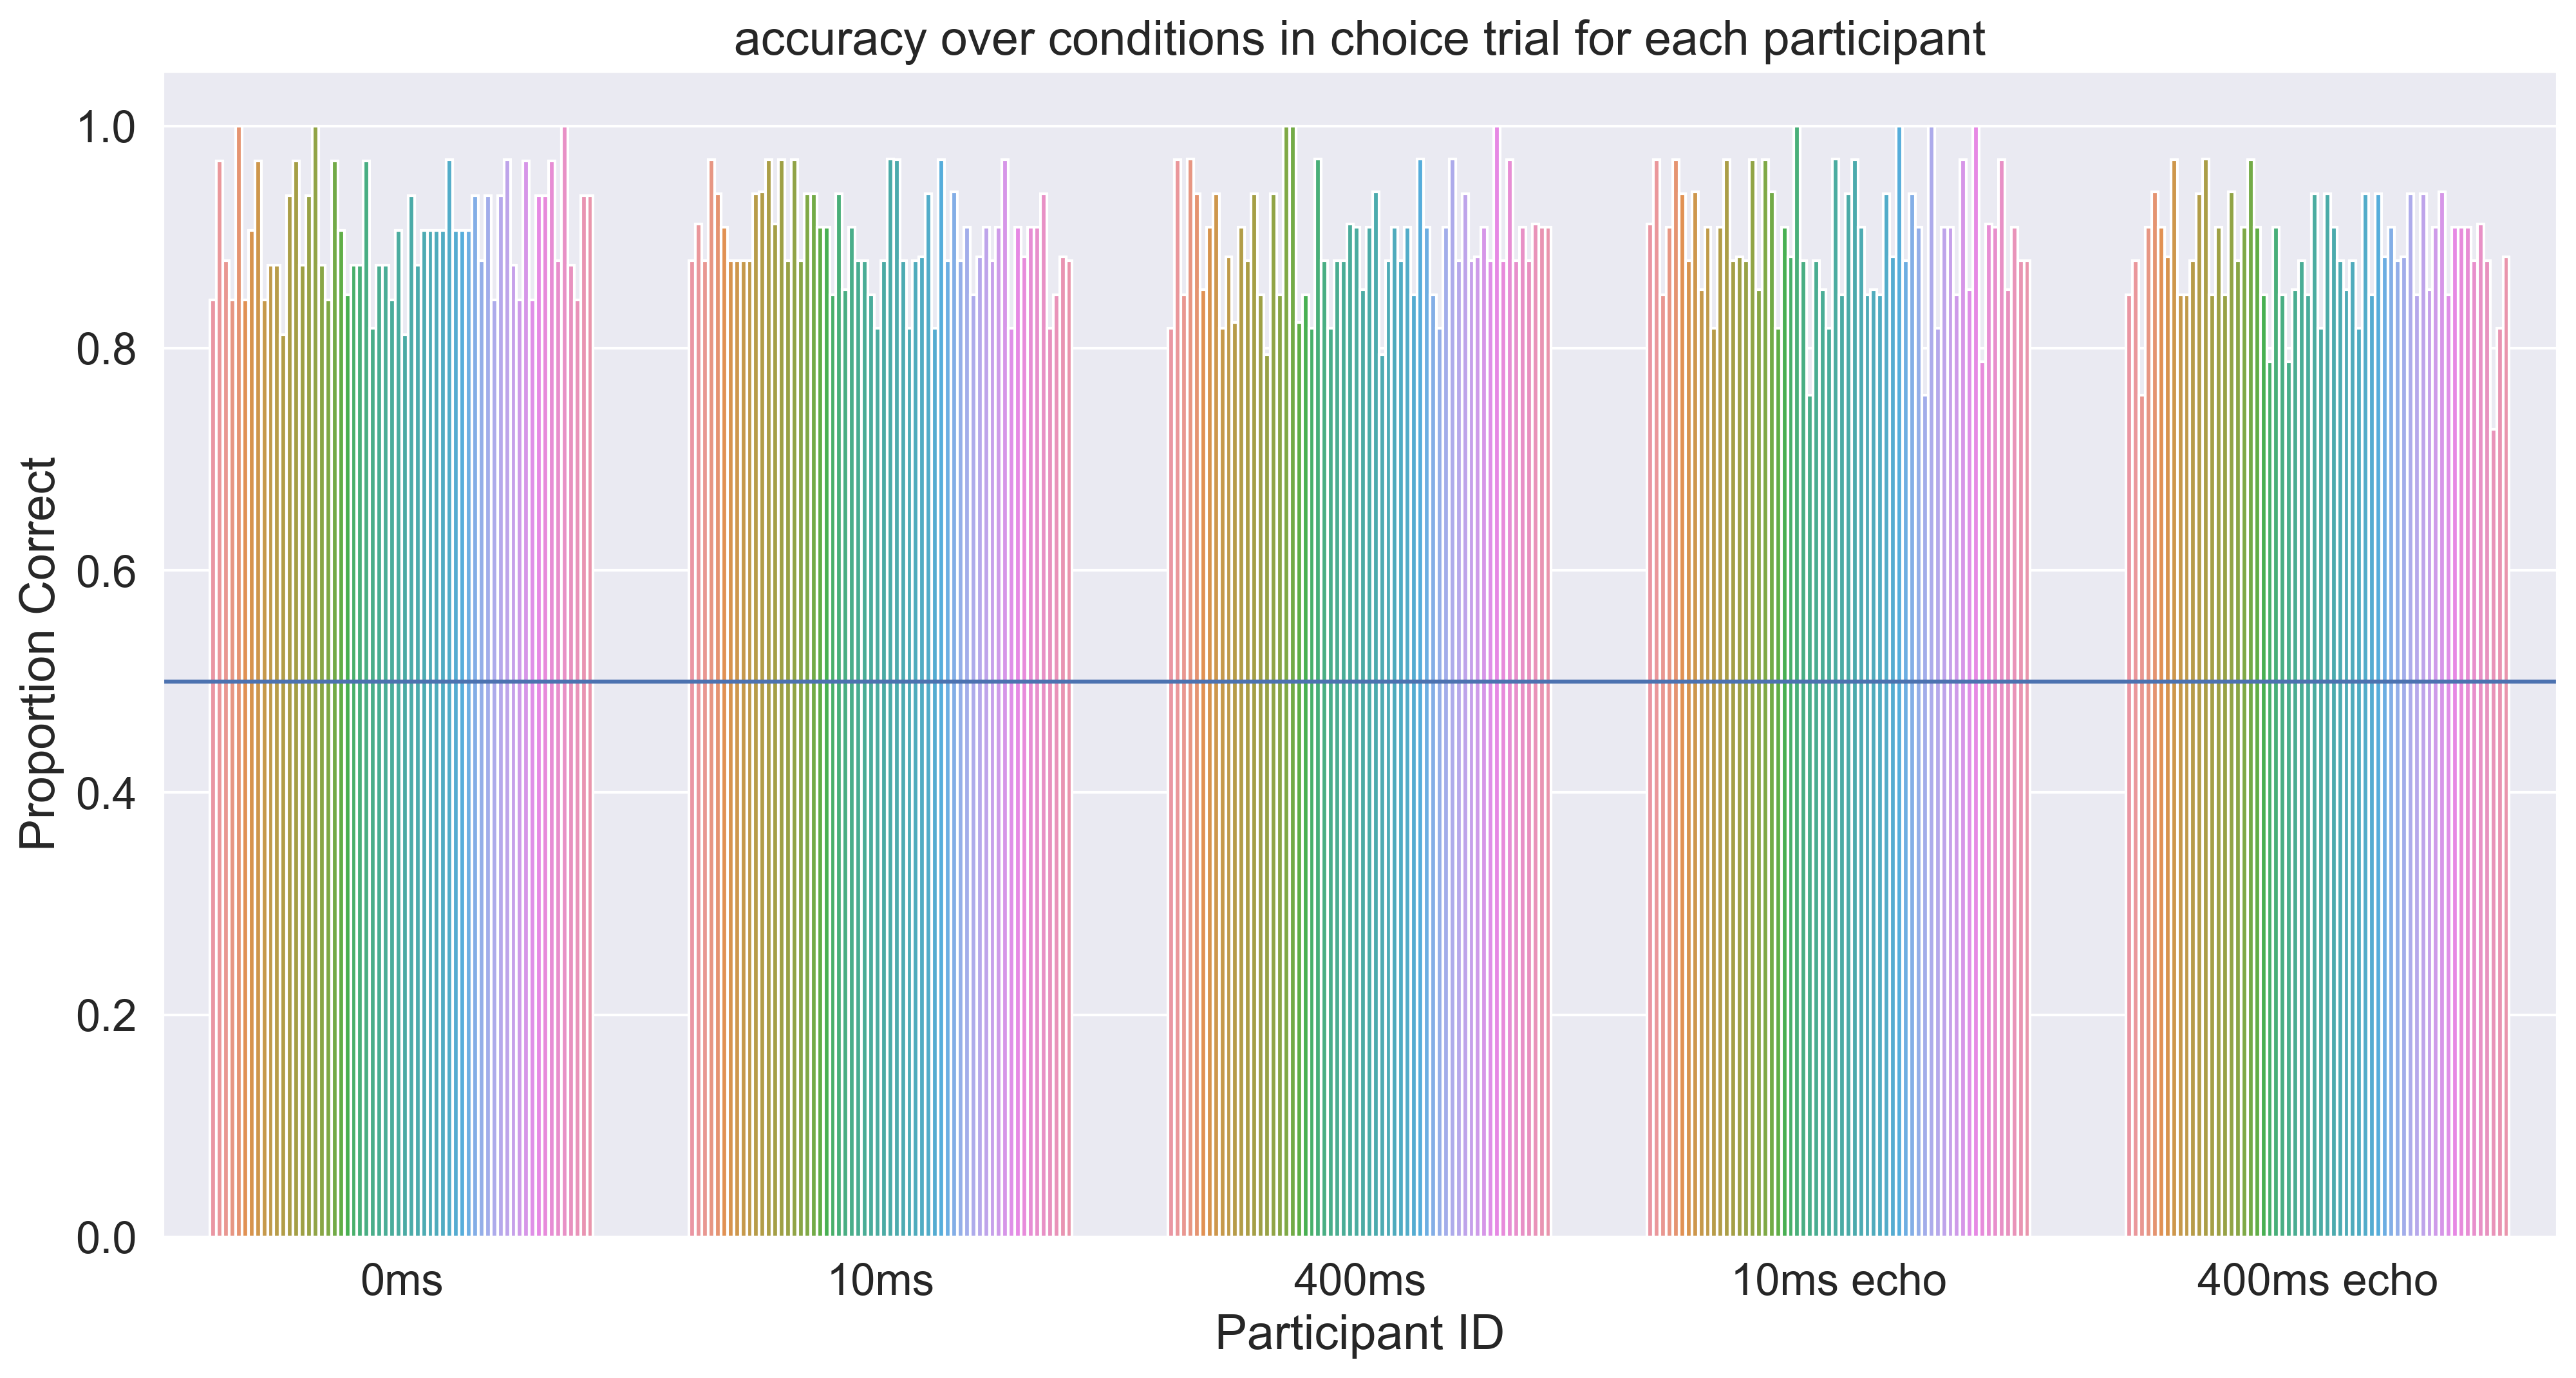 accuracy over conditions in choice trial for each participant
1.0
0.8
0.6
0.4
0.2
0.0
Proportion Correct
0ms 10ms 400ms 10ms echo 400ms echo
Participant ID